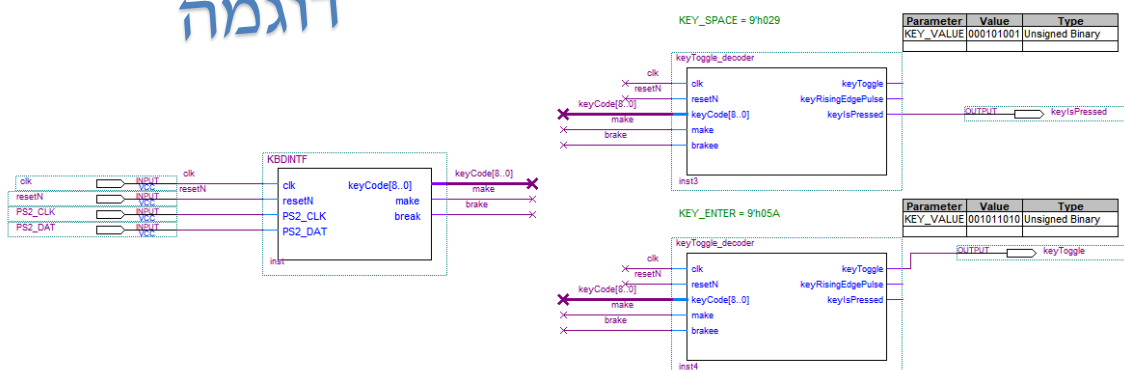 דוגמה
clk INPUT VCC clk
resetN INPUT VCC resetN
PS2_CLK INPUT VCC
PS2_DAT INPUT VCC
KBDINTF
clk keyCode[8..0]
resetN make
PS2_CLK break
PS2_DAT
inst
keyCode[8..0]
make
brake
KEY_SPACE = 9'h029
Parameter Value Type
KEY_VALUE 000101001 Unsigned Binary
keyToggle_decoder
clk
resetN
keyCode[8..0]
make
brake
clk keyToggle
resetN keyRisingEdgePulse
keyCode[8..0] keyIsPressed
make
brakee
inst3
OUTPUT keyIsPressed
KEY_ENTER = 9'h05A
Parameter Value Type
KEY_VALUE 001011010 Unsigned Binary
keyToggle_decoder
clk
resetN
keyCode[8..0]
make
brake
clk keyToggle
resetN keyRisingEdgePulse
keyCode[8..0] keyIsPressed
make
brakee
inst4
OUTPUT keyToggle